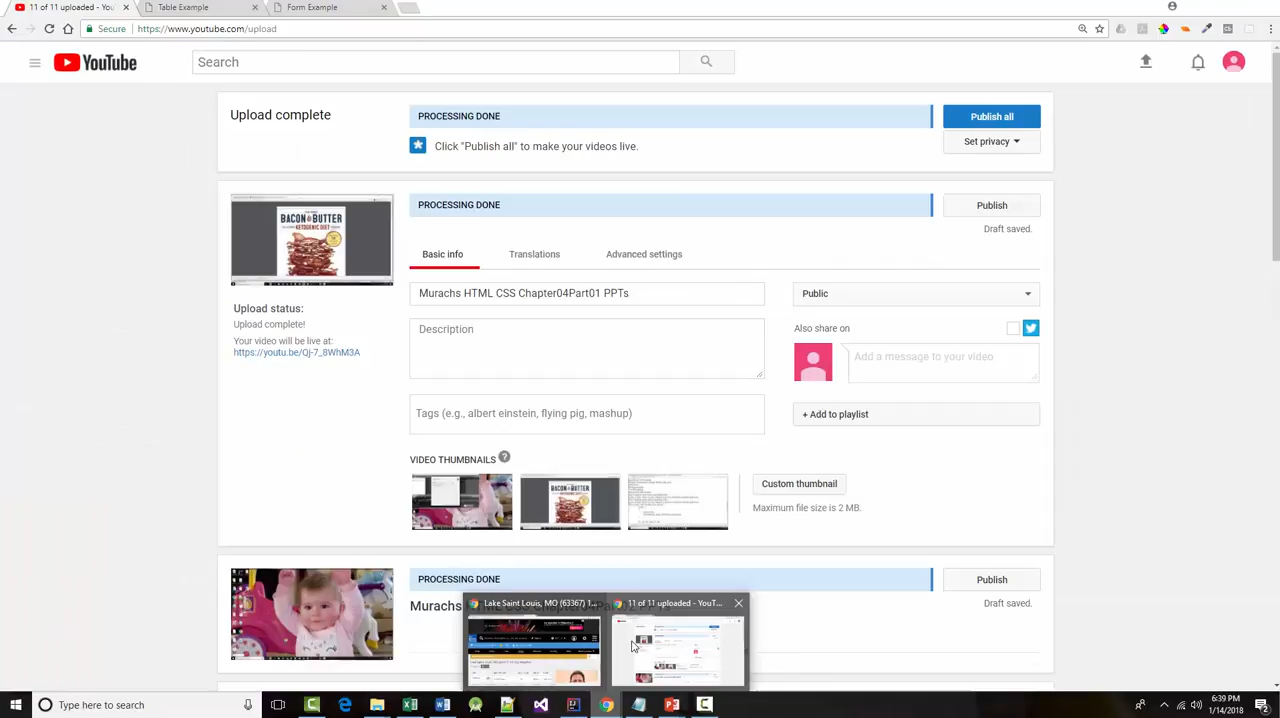 11 of 11 uploaded - You
Table Example
Form Example
Secure
https://www.youtube.com/upload
YouTube
Search
Upload complete
PROCESSING DONE
Publish all
Click "Publish all" to make your videos live.
Set privacy
BACON & BUTTER
KETOGENIC DIET
PROCESSING DONE
Publish
Draft saved.
Basic info
Translations
Advanced settings
Murachs HTML CSS Chapter04Part01 PPTs
Public
Upload status:
Upload complete!
Your video will be live at:
https://youtu.be/Qj-7_8WhM3A
Description
Also share on
Add a message to your video
Tags (e.g., albert einstein, flying pig, mashup)
+ Add to playlist
VIDEO THUMBNAILS
BACON & BUTTER
Custom thumbnail
Maximum file size is 2 MB.
PROCESSING DONE
Publish
Murachs
Draft saved.
Lake Saint Louis, MO (63367) 1...
11 of 11 uploaded - YouT...
Type here to search
6:39 PM
1/14/2018